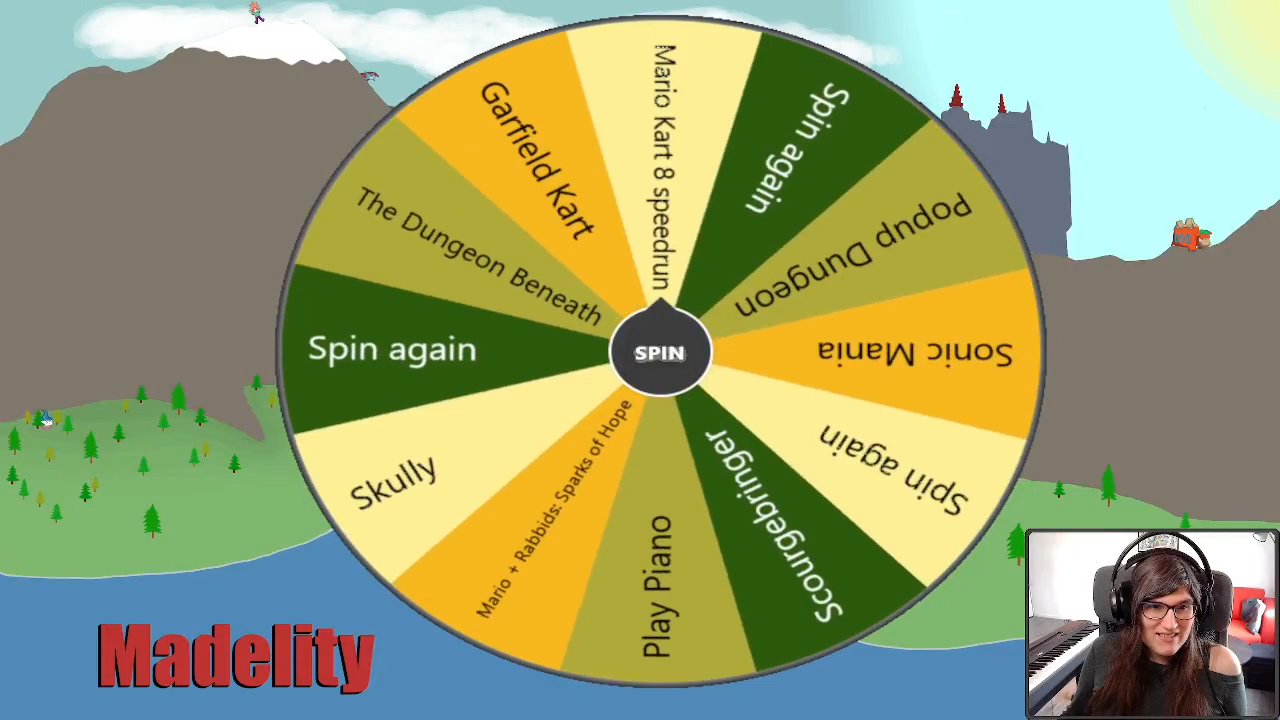 Mario Kart 8 speedrun
Spin again
Popup Dungeon
Sonic Mania
Spin again
Scourgebringer
Play Piano
Mario + Rabbids: Sparks of Hope
Skully
Spin again
The Dungeon Beneath
Garfield Kart
SPIN
Madelity